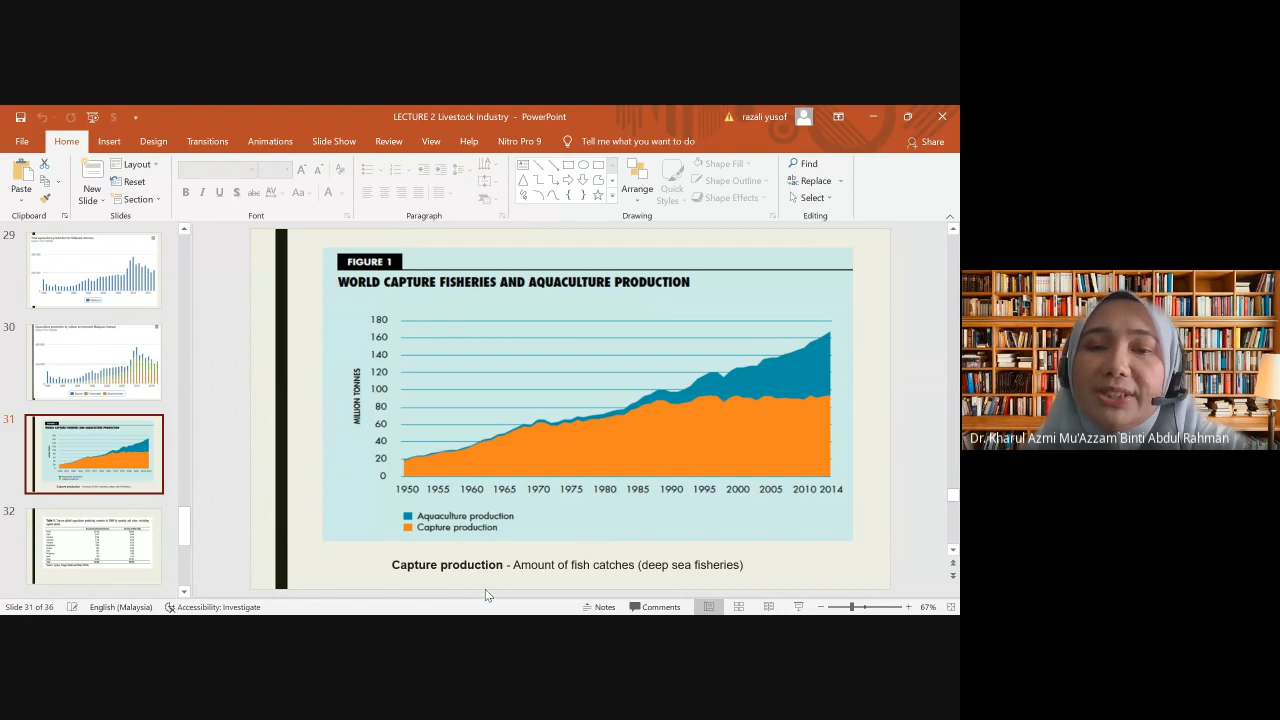 LECTURE 2 Livestock industry - PowerPoint
razali yusof
File Home Insert Design Transitions Animations Slide Show Review View Help Nitro Pro 9 Tell me what you want to do
Share
Paste
Clipboard
New
Slide
Layout
Reset
Section
Slides
B I U S abc AV Aa A
Font
Paragraph
Arrange
Quick
Styles
Shape Fill
Shape Outline
Shape Effects
Drawing
Find
Replace
Select
Editing
29
30
31
32
FIGURE 1
WORLD CAPTURE FISHERIES AND AQUACULTURE PRODUCTION
MILLION TONNES
180
160
140
120
100
80
60
40
20
0
1950 1955 1960 1965 1970 1975 1980 1985 1990 1995 2000 2005 2010 2014
Aquaculture production
Capture production
Capture production - Amount of fish catches (deep sea fisheries)
Dr. Kharul Azmi Mu'Azzam Binti Abdul Rahman
Slide 31 of 36 English (Malaysia) Accessibility: Investigate Notes Comments 67%